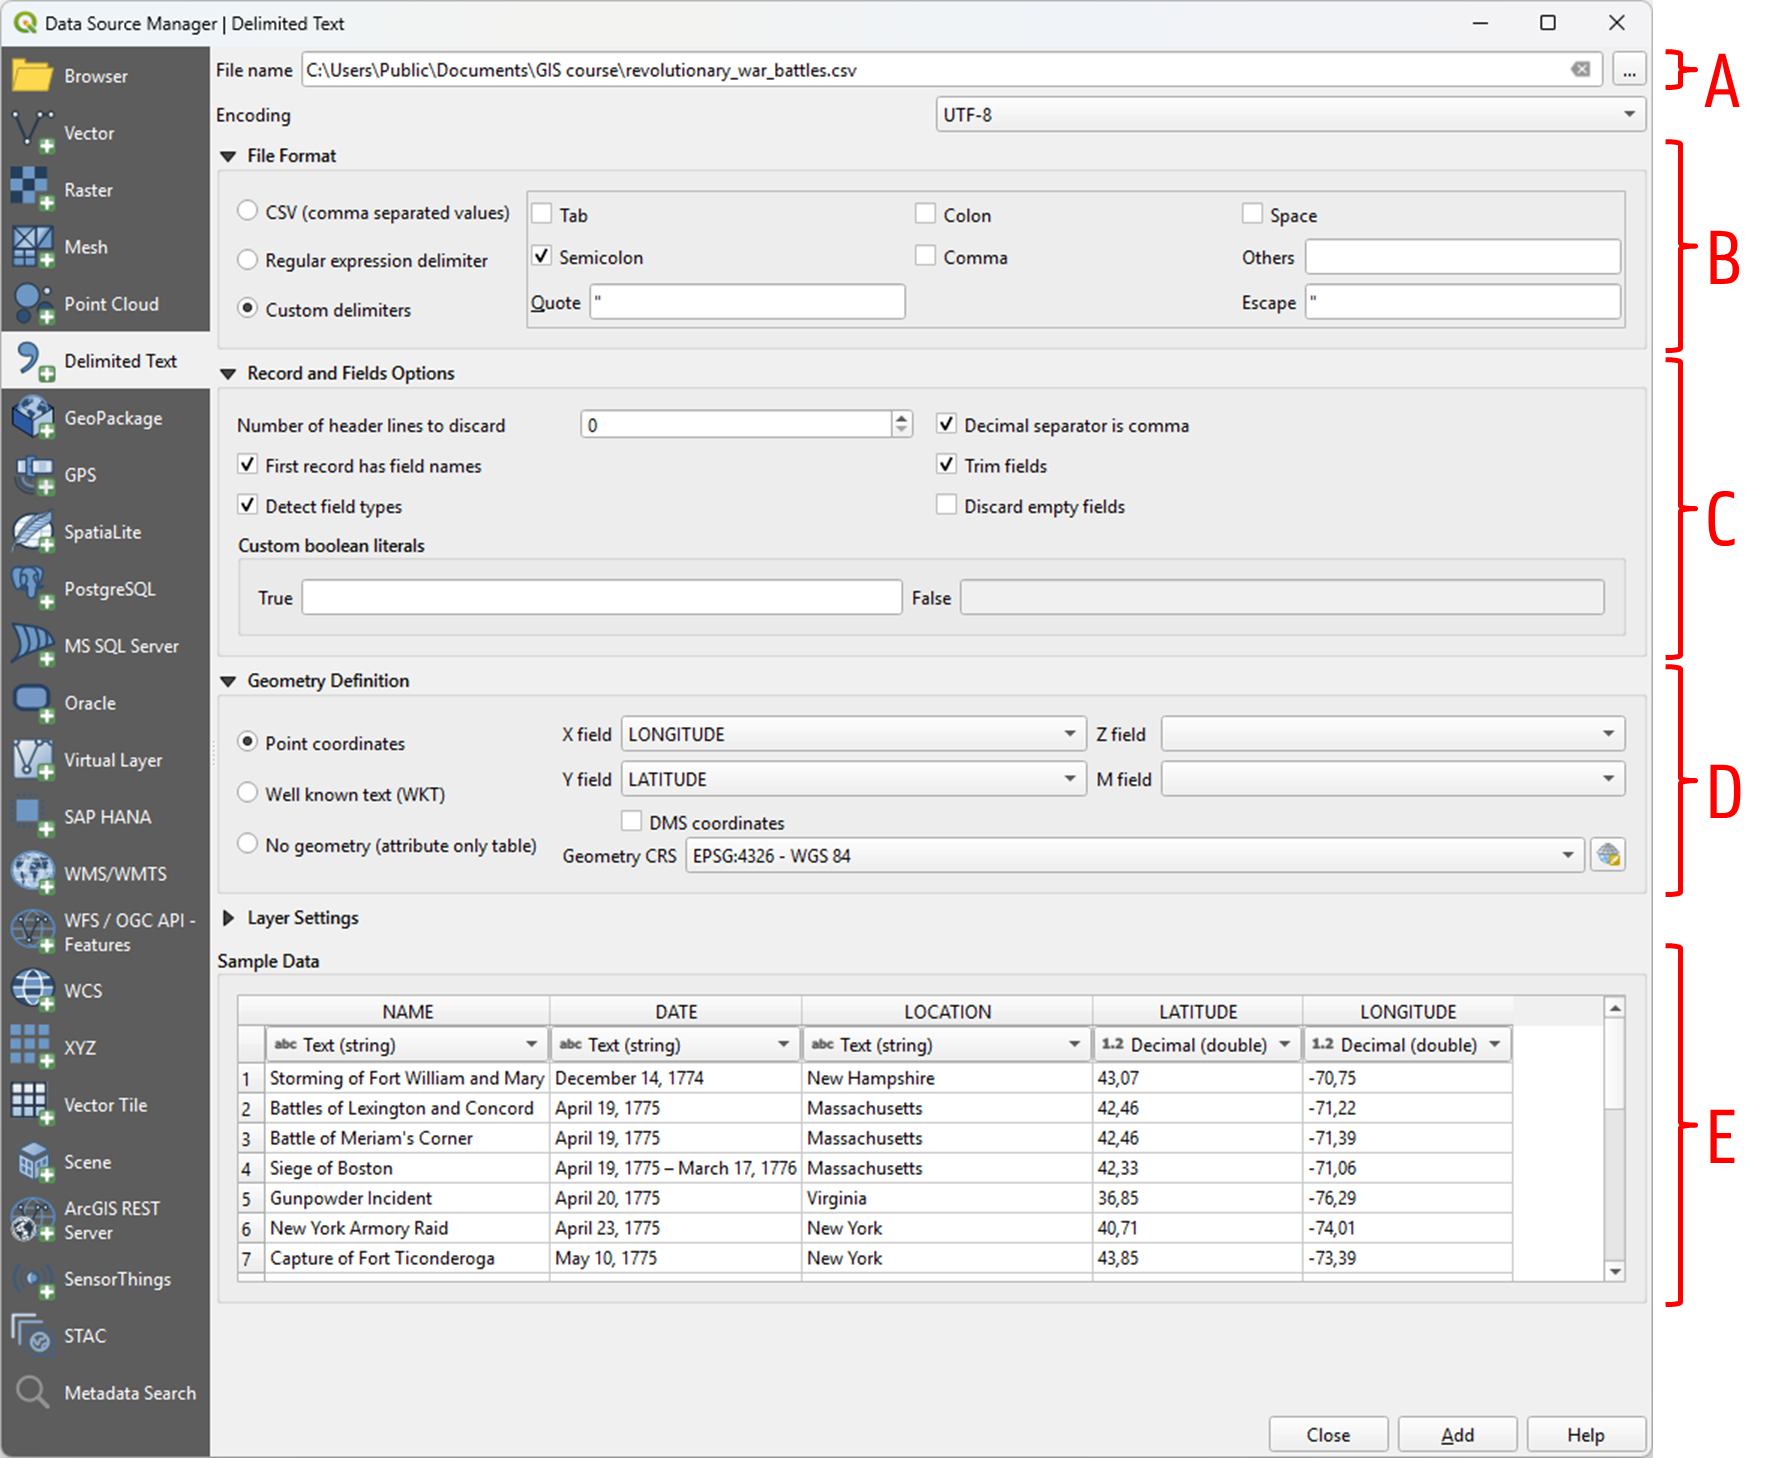 Data Source Manager | Delimited Text
Browser
Vector
Raster
Mesh
Point Cloud
Delimited Text
GeoPackage
GPS
SpatiaLite
PostgreSQL
MS SQL Server
Oracle
Virtual Layer
SAP HANA
WMS/WMTS
WFS / OGC API -
Features
WCS
XYZ
Vector Tile
Scene
ArcGIS REST
Server
SensorThings
STAC
Metadata Search
File name C:\Users\Public\Documents\GIS course\revolutionary_war_battles.csv ...
Encoding UTF-8
File Format
CSV (comma separated values) Tab Colon Space
Regular expression delimiter Semicolon Comma Others
Custom delimiters Quote " Escape "
Record and Fields Options
Number of header lines to discard 0 Decimal separator is comma
First record has field names Trim fields
Detect field types Discard empty fields
Custom boolean literals
True False
Geometry Definition
Point coordinates X field LONGITUDE Z field
Y field LATITUDE M field
Well known text (WKT)
DMS coordinates
No geometry (attribute only table) Geometry CRS EPSG:4326 - WGS 84
Layer Settings
Sample Data
NAME DATE LOCATION LATITUDE LONGITUDE
abc Text (string) abc Text (string) abc Text (string) 1.2 Decimal (double) 1.2 Decimal (double)
1 Storming of Fort William and Mary December 14, 1774 New Hampshire 43,07 -70,75
2 Battles of Lexington and Concord April 19, 1775 Massachusetts 42,46 -71,22
3 Battle of Meriam's Corner April 19, 1775 Massachusetts 42,46 -71,39
4 Siege of Boston April 19, 1775 – March 17, 1776 Massachusetts 42,33 -71,06
5 Gunpowder Incident April 20, 1775 Virginia 36,85 -76,29
6 New York Armory Raid April 23, 1775 New York 40,71 -74,01
7 Capture of Fort Ticonderoga May 10, 1775 New York 43,85 -73,39
Close Add Help
A
B
C
D
E